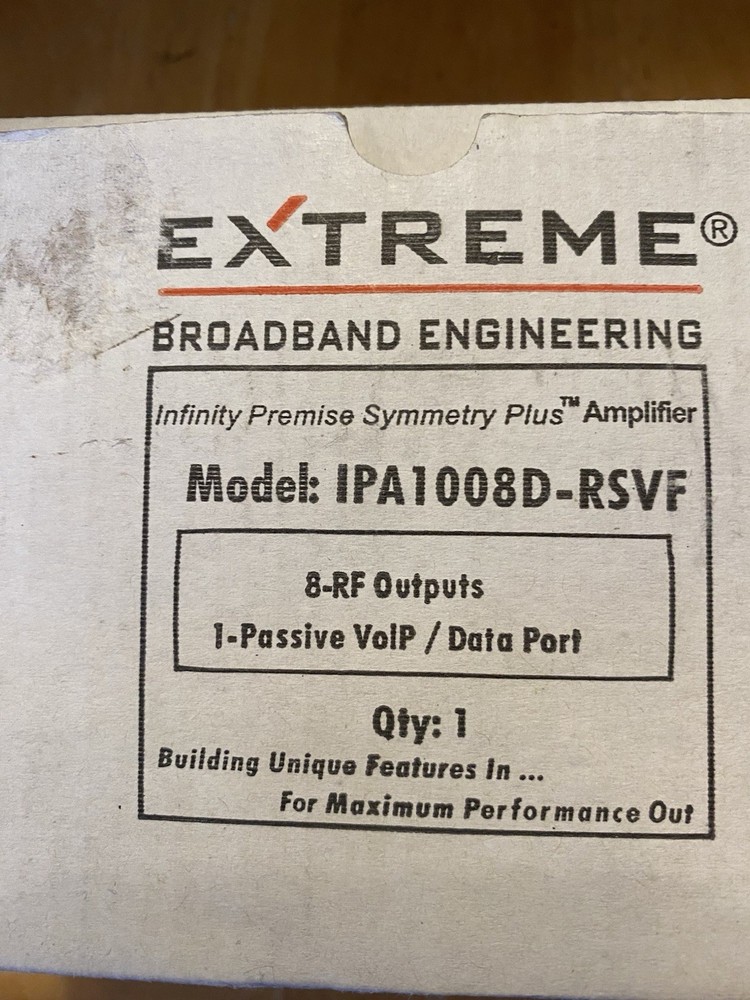 EXTREME®
BROADBAND ENGINEERING
Infinity Premise Symmetry Plus™ Amplifier
Model: IPA1008D-RSVF
8-RF Outputs
1-Passive VoIP / Data Port
Qty: 1
Building Unique Features In ...
For Maximum Performance Out